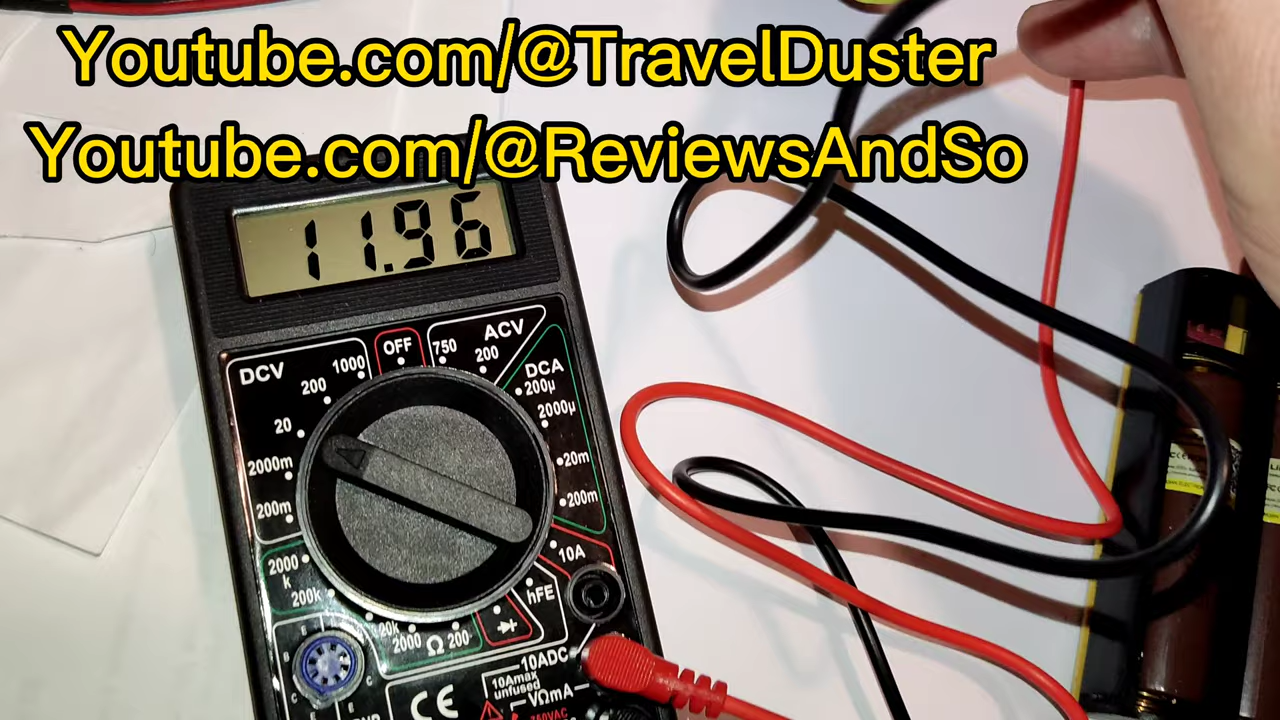 Youtube.com/@TravelDuster
Youtube.com/@ReviewsAndSo
11.96
DCV
1000
OFF
750
ACV
200
200
DCA
200µ
20
2000µ
2000m
20m
200m
200m
10A
2000
k
200k
hFE
20k
2000
Ω
200
10ADC
10Amax
unfused
VΩmA
CE
750VAC